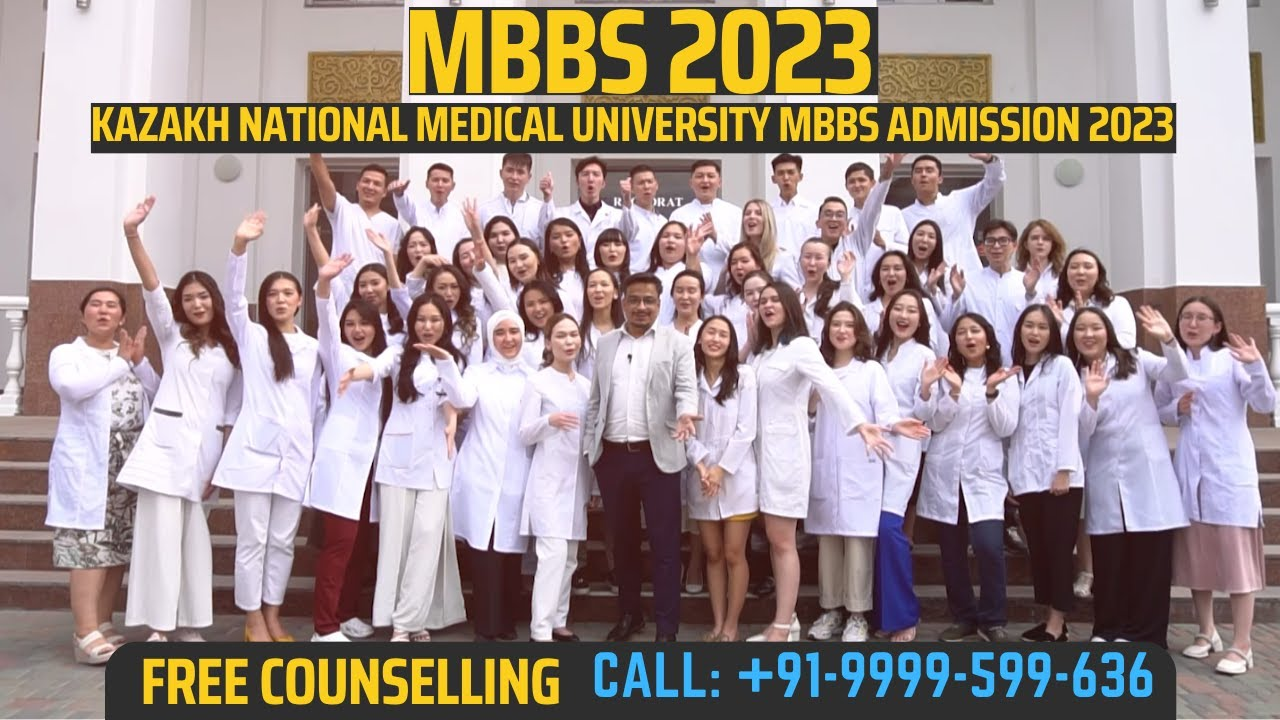 MBBS 2023
KAZAKH NATIONAL MEDICAL UNIVERSITY MBBS ADMISSION 2023
FREE COUNSELLING
CALL: +91-9999-599-636